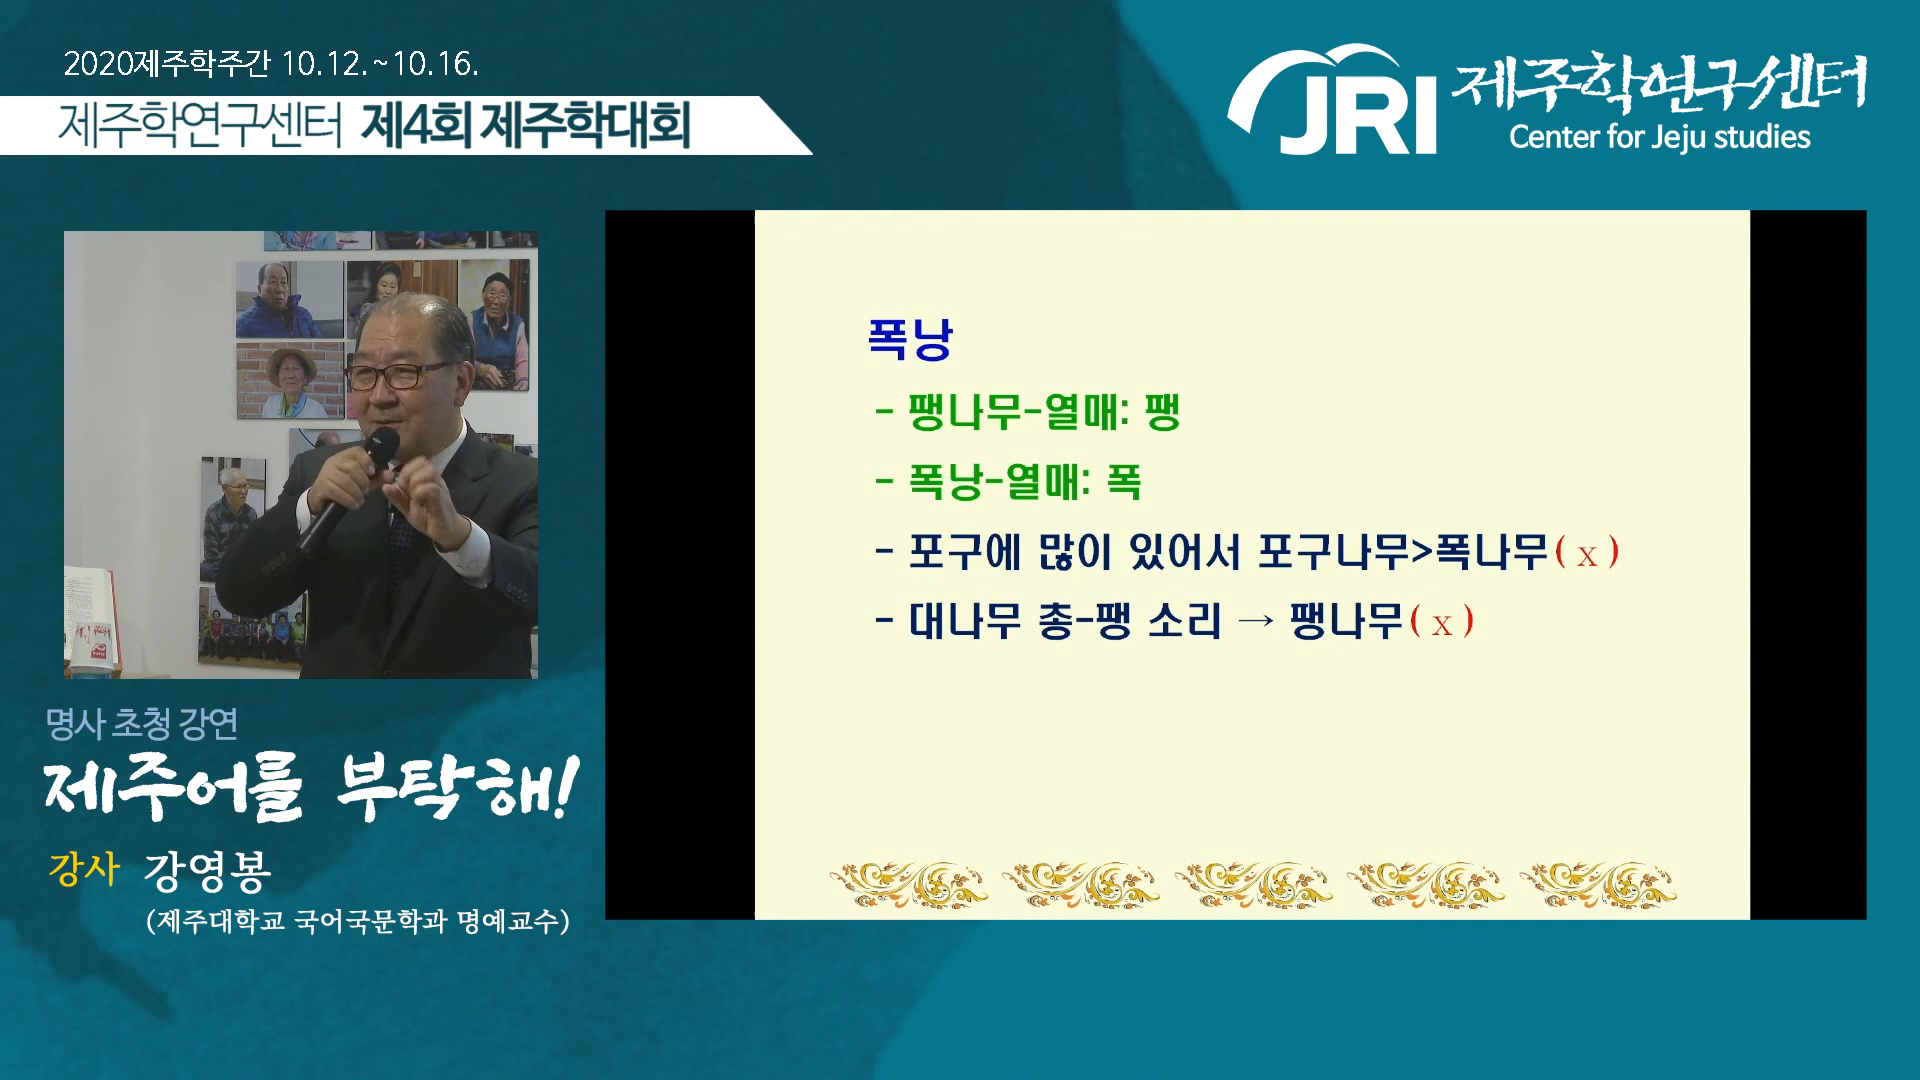 2020제주학주간 10.12.~10.16.
제주학연구센터 제4회 제주학대회
JRI 제주학연구센터
Center for Jeju studies
폭낭
- 팽나무-열매: 팽
- 폭낭-열매: 폭
- 포구에 많이 있어서 포구나무>폭나무( x )
- 대나무 총-팽 소리 → 팽나무( x )
명사 초청 강연
제주어를 부탁해!
강사 강영봉
(제주대학교 국어국문학과 명예교수)